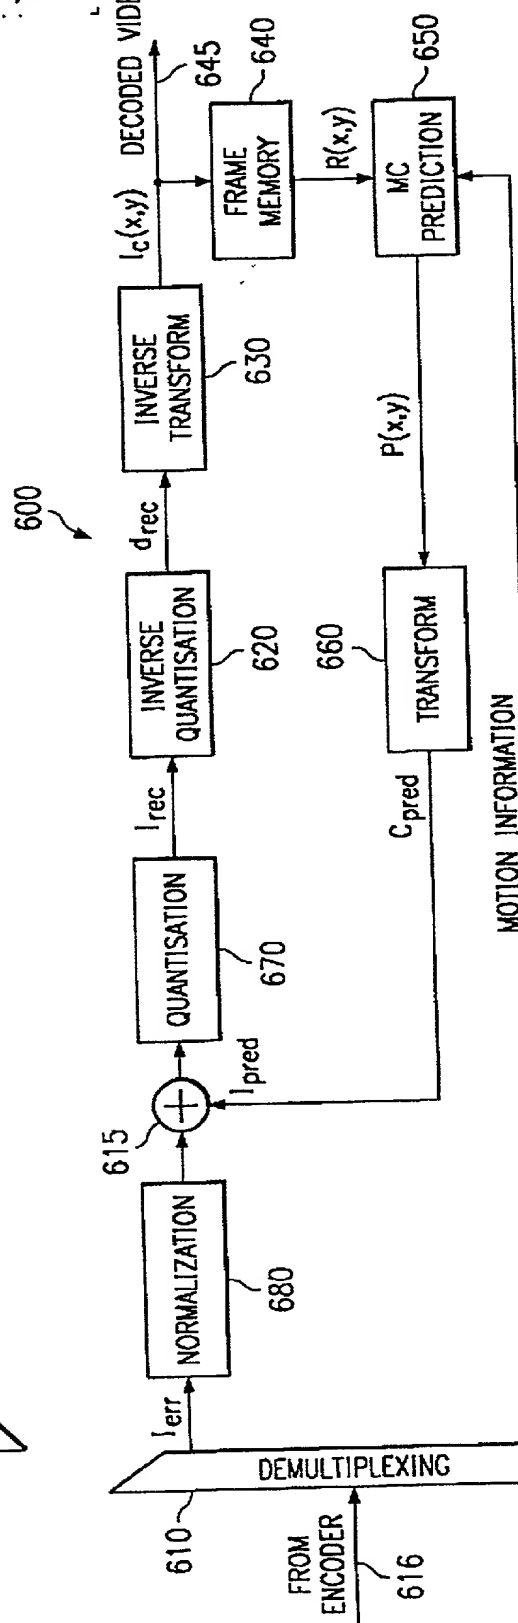 600
FROM
ENCODER
616
610
DEMULTIPLEXING
I_err
NORMALIZATION
680
615
I_pred
QUANTISATION
670
I_rec
INVERSE
QUANTISATION
620
d_rec
INVERSE
TRANSFORM
630
I_c(x,y)
DECODED VIDE
645
FRAME
MEMORY
640
R(x,y)
MC
PREDICTION
650
P(x,y)
TRANSFORM
660
C_pred
MOTION INFORMATION